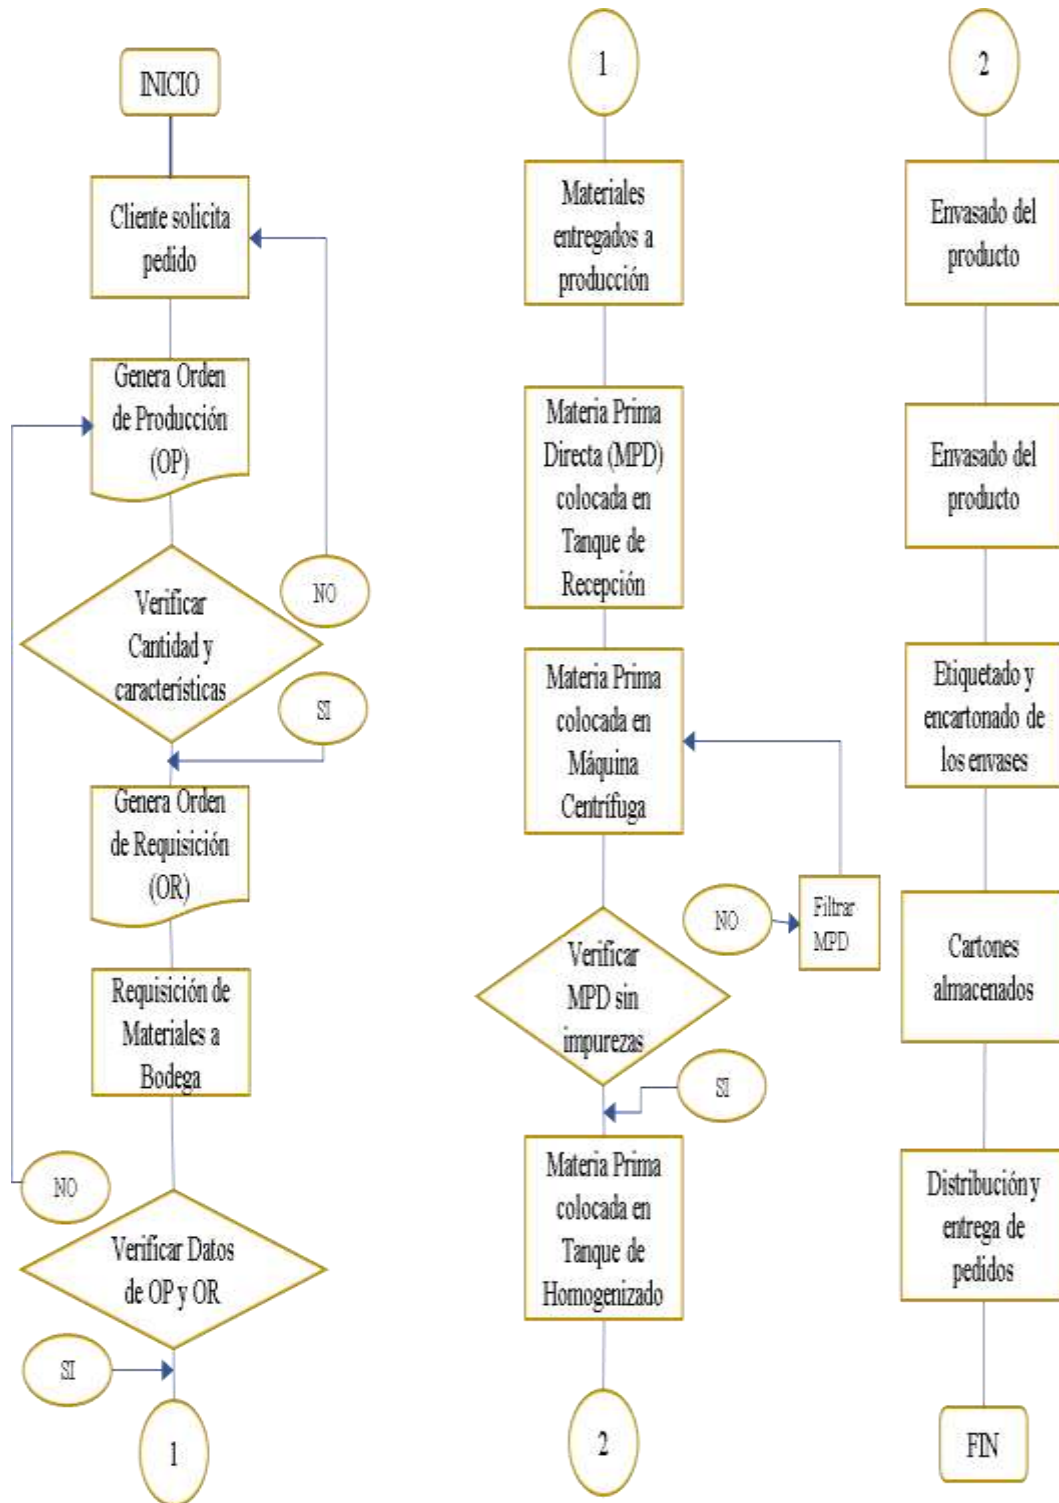 INICIO
Cliente solicita
pedido
Genera Orden
de Producción
(OP)
NO
Verificar
Cantidad y
características
SI
Genera Orden
de Requisición
(OR)
Requisición de
Materiales a
Bodega
NO
Verificar Datos
de OP y OR
SI
1
1
Materiales
entregados a
producción
Materia Prima
Directa (MPD)
colocada en
Tanque de
Recepción
Materia Prima
colocada en
Máquina
Centrífuga
NO
Filtrar
MPD
Verificar
MPD sin
impurezas
SI
Materia Prima
colocada en
Tanque de
Homogenizado
2
2
Envasado del
producto
Envasado del
producto
Etiquetado y
encartonado de
los envases
Cartones
almacenados
Distribución y
entrega de
pedidos
FIN